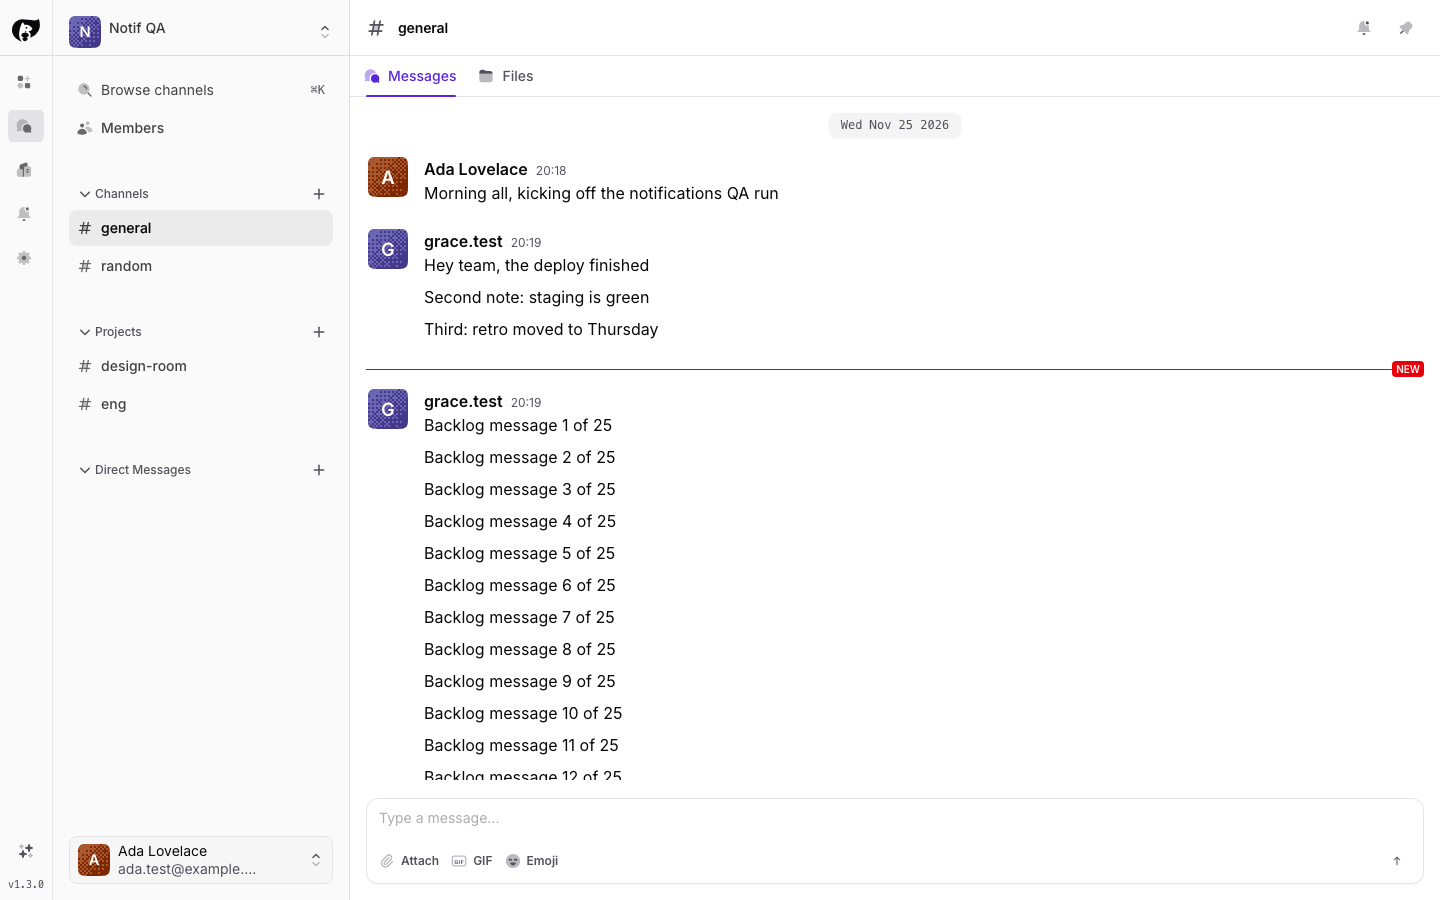 N
Notif QA
Browse channels
⌘K
Members
Channels
general
random
Projects
design-room
eng
Direct Messages
A
Ada Lovelace
ada.test@example....
v1.3.0
general
Messages
Files
Wed Nov 25 2026
A
Ada Lovelace 20:18
Morning all, kicking off the notifications QA run
G
grace.test 20:19
Hey team, the deploy finished
Second note: staging is green
Third: retro moved to Thursday
NEW
G
grace.test 20:19
Backlog message 1 of 25
Backlog message 2 of 25
Backlog message 3 of 25
Backlog message 4 of 25
Backlog message 5 of 25
Backlog message 6 of 25
Backlog message 7 of 25
Backlog message 8 of 25
Backlog message 9 of 25
Backlog message 10 of 25
Backlog message 11 of 25
Backlog message 12 of 25
Type a message...
Attach
GIF GIF
Emoji